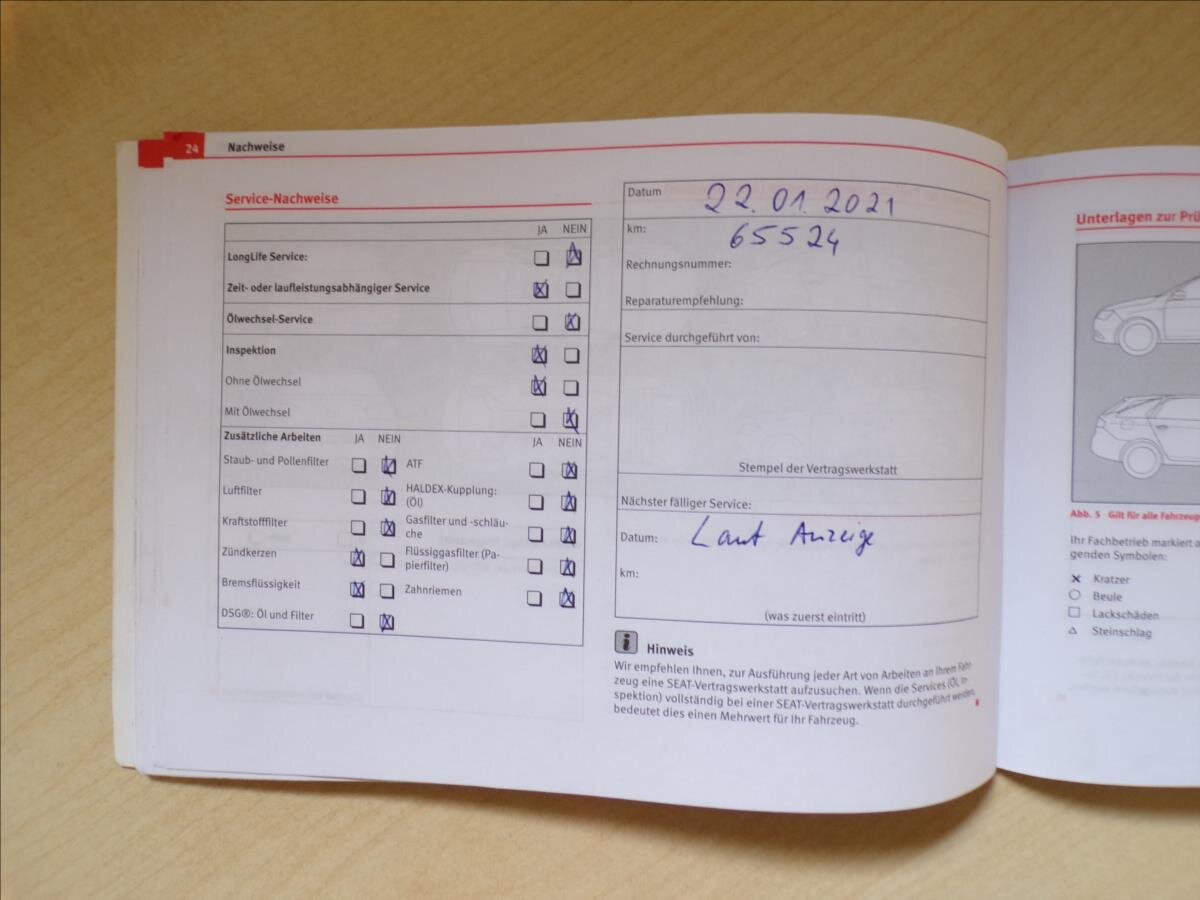 24 Nachweise
Service-Nachweise
JA NEIN
LongLife Service:
Zeit- oder laufleistungsabhängiger Service
Ölwechsel-Service
Inspektion
Ohne Ölwechsel
Mit Ölwechsel
Zusätzliche Arbeiten JA NEIN JA NEIN
Staub- und Pollenfilter ATF
Luftfilter HALDEX-Kupplung:
(Öl)
Kraftstofffilter Gasfilter und -schläu-
che
Zündkerzen Flüssiggasfilter (Pa-
pierfilter)
Bremsflüssigkeit Zahnriemen
DSG®: Öl und Filter
Datum 22.01.2021
km: 65524
Rechnungsnummer:
Reparaturempfehlung:
Service durchgeführt von:
Stempel der Vertragswerkstatt
Nächster fälliger Service:
Datum: Laut Anzeige
km:
(was zuerst eintritt)
i Hinweis
Wir empfehlen Ihnen, zur Ausführung jeder Art von Arbeiten an Ihrem Fahr-
zeug eine SEAT-Vertragswerkstatt aufzusuchen. Wenn die Services (Öl, In-
spektion) vollständig bei einer SEAT-Vertragswerkstatt durchgeführt werden,
bedeutet dies einen Mehrwert für Ihr Fahrzeug.
Unterlagen zur Prü
Abb. 5 Gilt für alle Fahrzeug
Ihr Fachbetrieb markiert a
genden Symbolen:
Kratzer
Beule
Lackschäden
Steinschlag